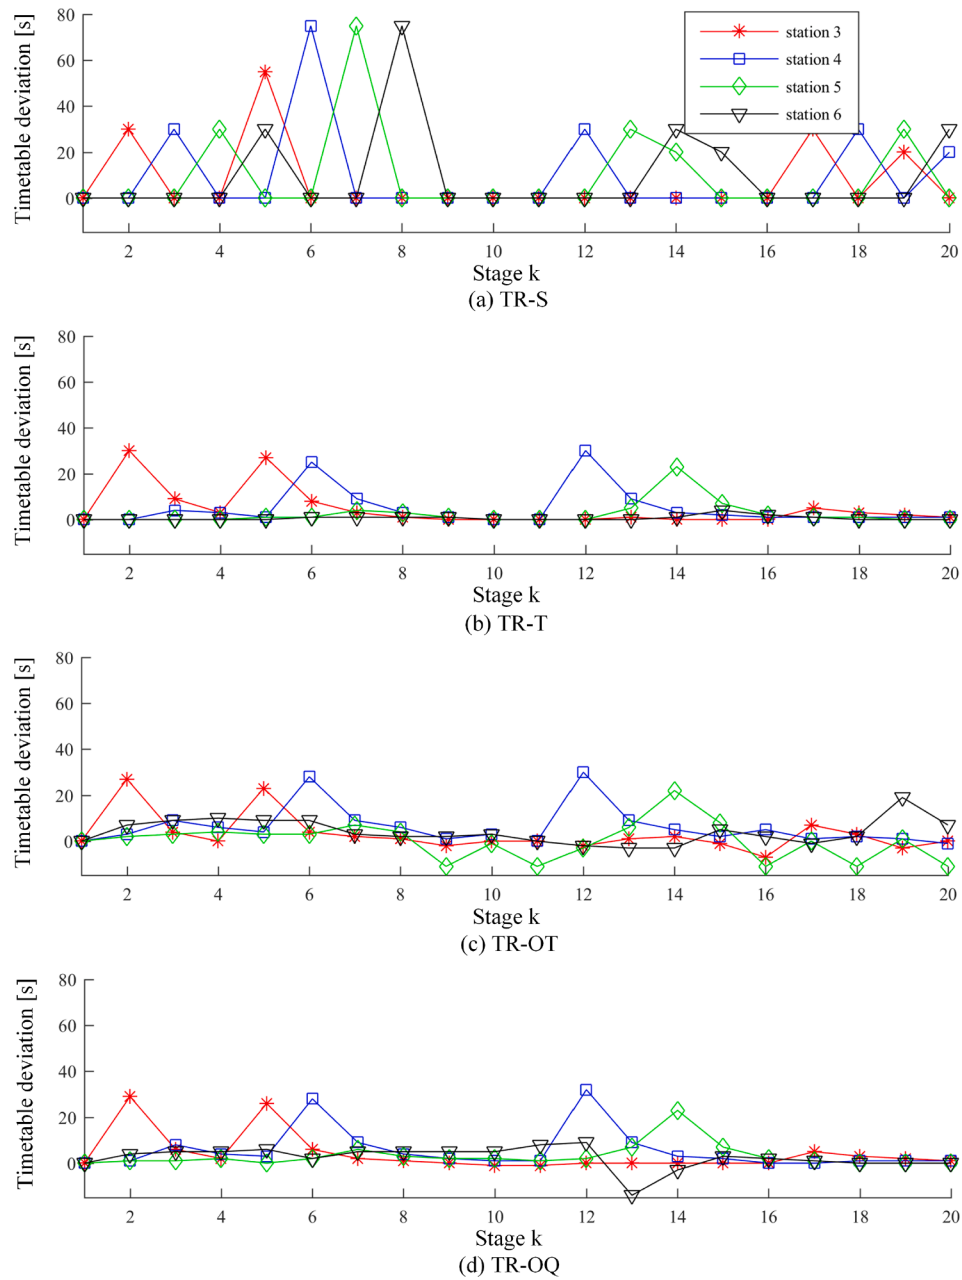 Timetable deviation [s]
80
60
40
20
0
station 3
station 4
station 5
station 6
2 4 6 8 10 12 14 16 18 20
Stage k
(a) TR-S
Timetable deviation [s]
80
60
40
20
0
2 4 6 8 10 12 14 16 18 20
Stage k
(b) TR-T
Timetable deviation [s]
80
60
40
20
0
2 4 6 8 10 12 14 16 18 20
Stage k
(c) TR-OT
Timetable deviation [s]
80
60
40
20
0
2 4 6 8 10 12 14 16 18 20
Stage k
(d) TR-OQ